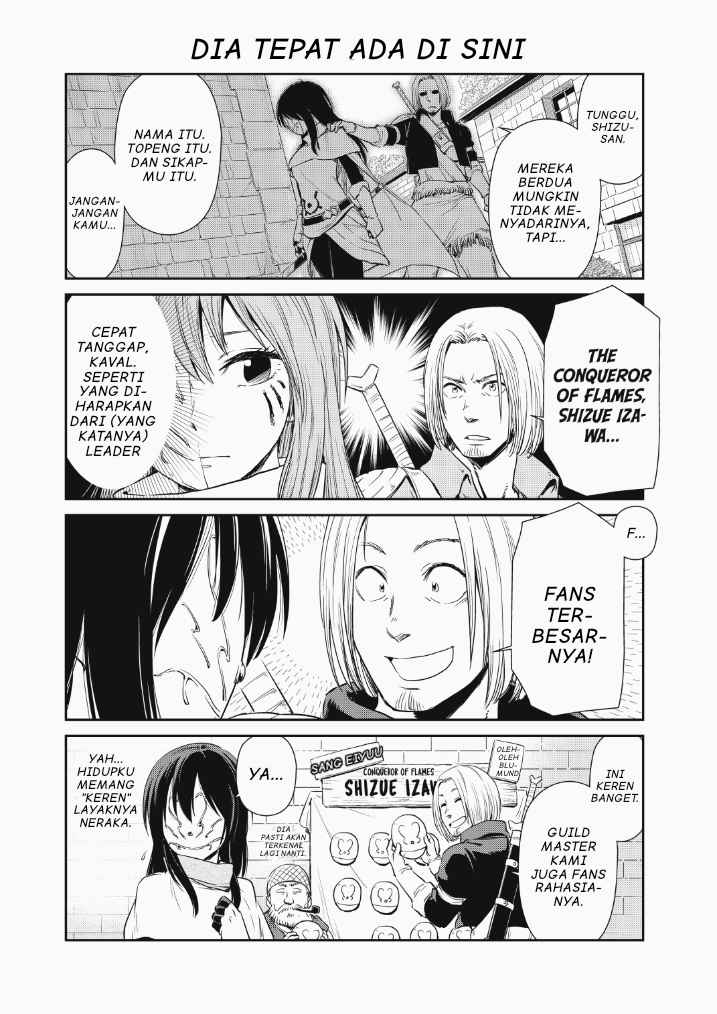 DIA TEPAT ADA DI SINI
TUNGGU,
SHIZU-
SAN.
MEREKA
BERDUA
MUNGKIN
TIDAK ME-
NYADARINYA,
TAPI...
NAMA ITU.
TOPENG ITU.
DAN SIKAP-
MU ITU.
JANGAN-
JANGAN
KAMU...
THE
CONQUEROR
OF FLAMES,
SHIZUE IZA-
WA...
CEPAT
TANGGAP,
KAVAL.
SEPERTI
YANG DI-
HARAPKAN
DARI (YANG
KATANYA)
LEADER
F...
FANS
TER-
BESAR-
NYA!
INI
KEREN
BANGET.
GUILD
MASTER
KAMI
JUGA FANS
RAHASIA-
NYA.
OLEH-
OLEH
BLU-
MUND
SANG EIYUU
CONQUEROR OF FLAMES
SHIZUE IZAW
DIA
PASTI AKAN
TERKENAL
LAGI NANTI.
YA...
YAH...
HIDUPKU
MEMANG
"KEREN"
LAYAKNYA
NERAKA.